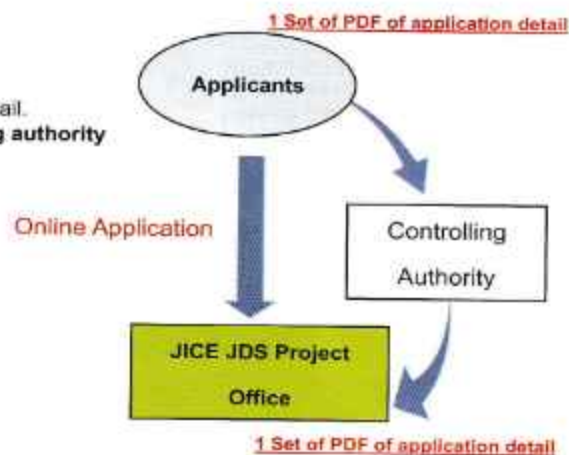 1 Set of PDF of application detail
Applicants
ail.
g authority
Online Application
Controlling
Authority
JICE JDS Project
Office
1 Set of PDF of application detail